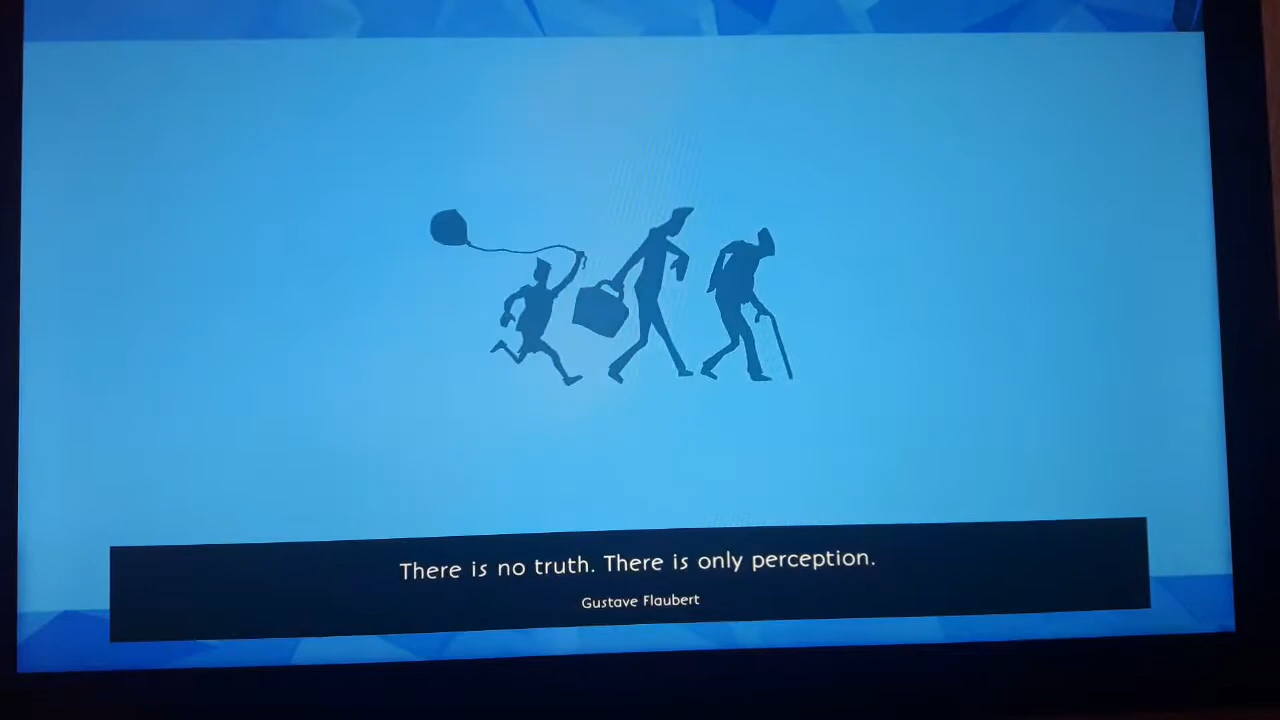 There is no truth. There is only perception.
Gustave Flaubert